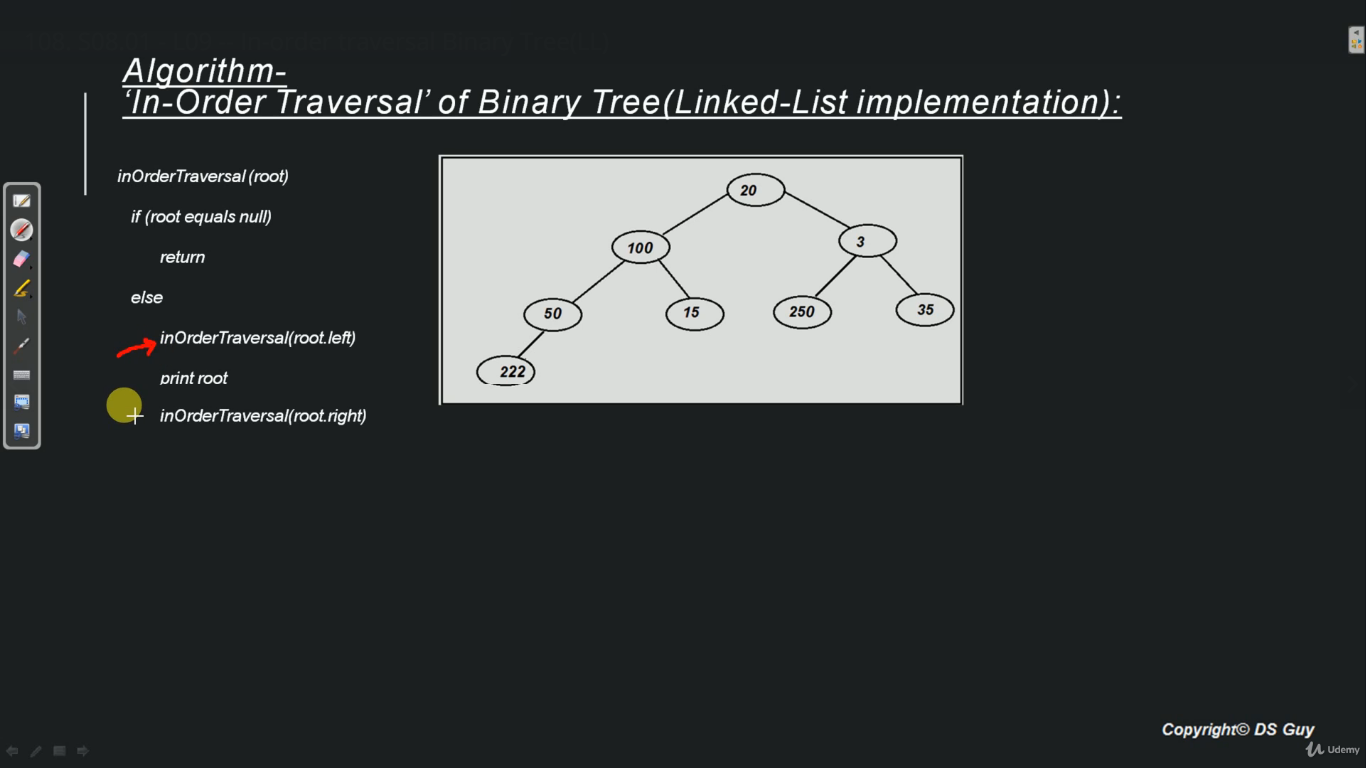 Algorithm-
‘In-Order Traversal’ of Binary Tree(Linked-List implementation):
inOrderTraversal (root)
if (root equals null)
return
else
inOrderTraversal(root.left)
print root
inOrderTraversal(root.right)
20
100
3
50
15
250
35
222
Copyright© DS Guy
Udemy